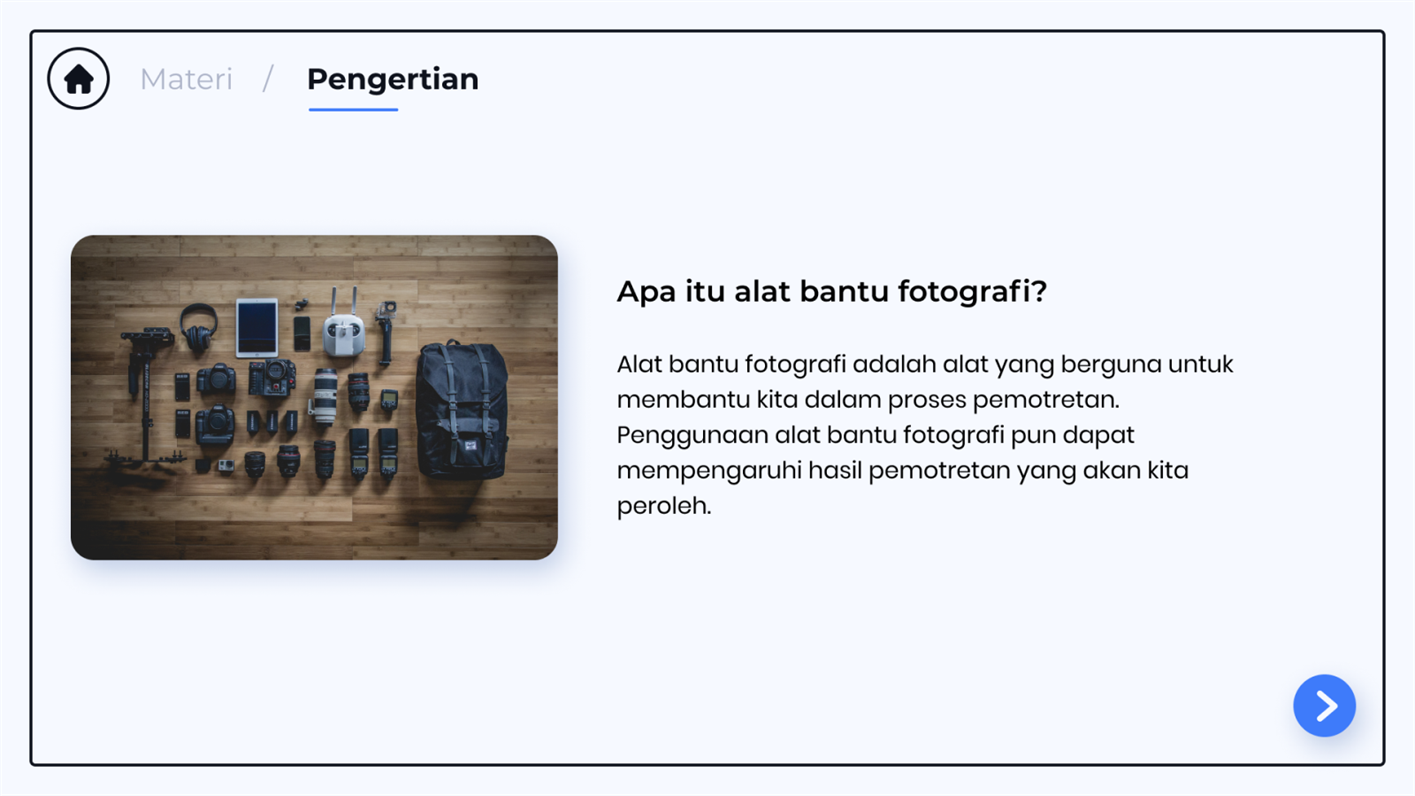 Materi / Pengertian
Apa itu alat bantu fotografi?
Alat bantu fotografi adalah alat yang berguna untuk
membantu kita dalam proses pemotretan.
Penggunaan alat bantu fotografi pun dapat
mempengaruhi hasil pemotretan yang akan kita
peroleh.